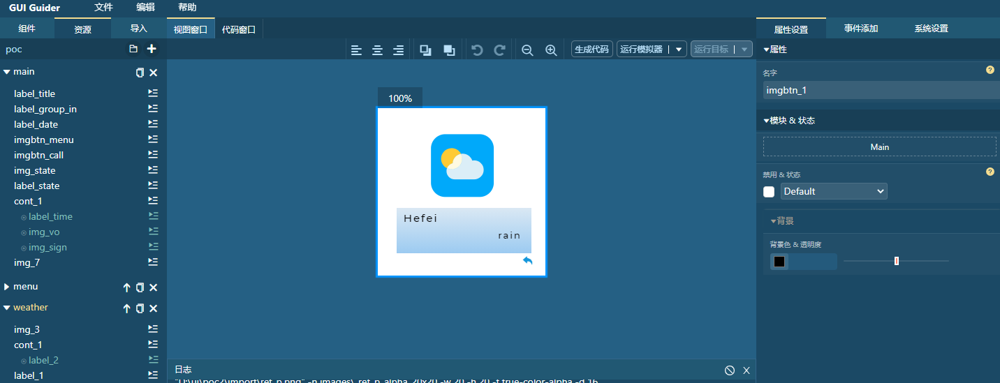 GUI Guider 文件 编辑 帮助
组件 资源 导入 视图窗口 代码窗口 属性设置 事件添加 系统设置
poc 生成代码 运行模拟器 运行目标 属性
main
名字 ?
imgbtn_1
label_title
label_group_in
label_date
imgbtn_menu
imgbtn_call
img_state
label_state
cont_1
label_time
img_vo
img_sign
img_7
menu
weather
img_3
cont_1
label_2
label_1
100%
Hefei
rain
模块 & 状态
Main
禁用 & 状态 ?
Default
背景
背景色 & 透明度
日志